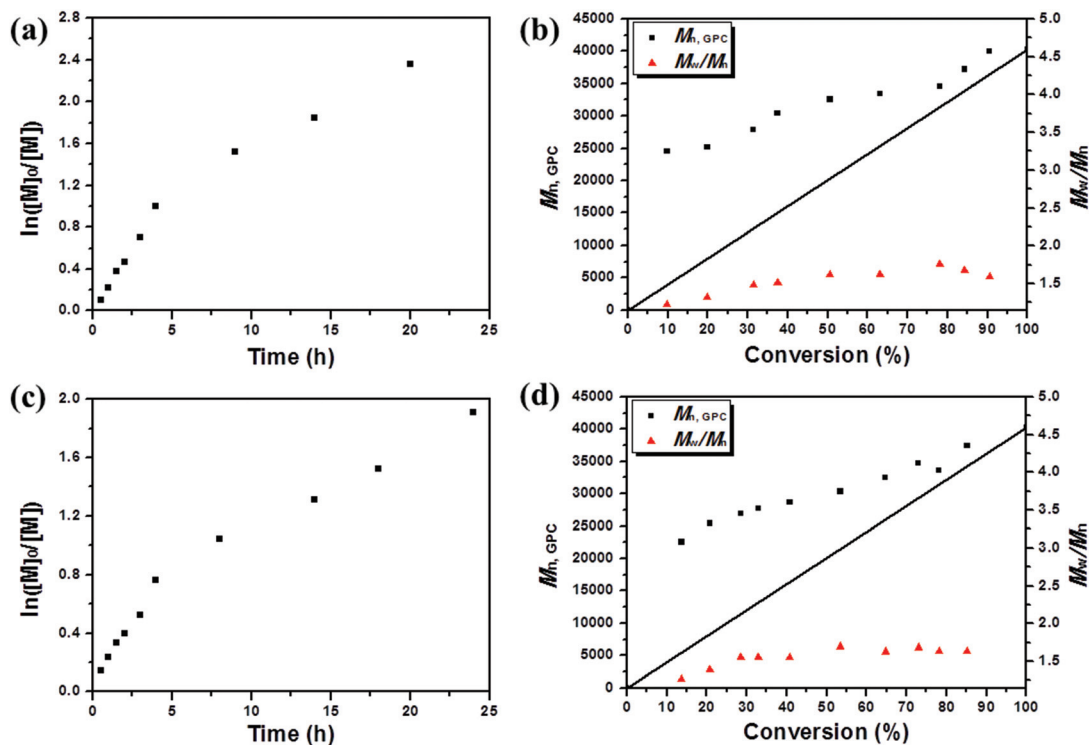 (a)
2.8
2.4
2.0
1.6
1.2
0.8
0.4
0.0
ln([M]0/[M])
0 5 10 15 20 25
Time (h)
(b)
Mn, GPC
Mw/Mn
45000
40000
35000
30000
25000
20000
15000
10000
5000
0
Mn, GPC
5.0
4.5
4.0
3.5
3.0
2.5
2.0
1.5
Mw/Mn
0 10 20 30 40 50 60 70 80 90 100
Conversion (%)
(c)
2.0
1.6
1.2
0.8
0.4
0.0
ln([M]0/[M])
0 5 10 15 20 25
Time (h)
(d)
Mn, GPC
Mw/Mn
45000
40000
35000
30000
25000
20000
15000
10000
5000
0
Mn, GPC
5.0
4.5
4.0
3.5
3.0
2.5
2.0
1.5
Mw/Mn
0 10 20 30 40 50 60 70 80 90 100
Conversion (%)